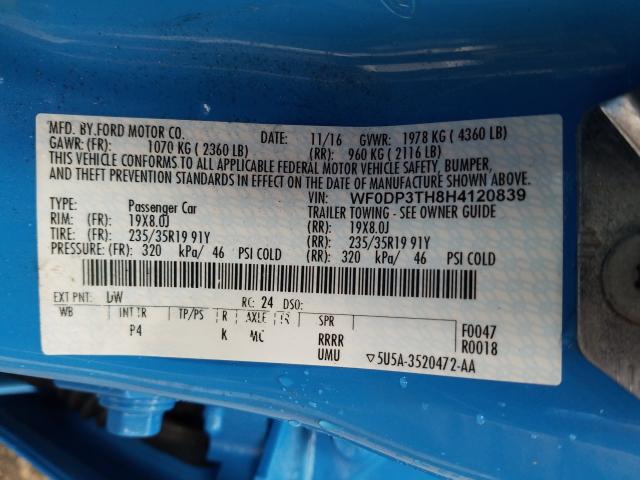 MFD. BY.FORD MOTOR CO. DATE: 11/16 GVWR: 1978 KG ( 4360 LB)
GAWR:(FR): 1070 KG ( 2360 LB) (RR): 960 KG ( 2116 LB)
THIS VEHICLE CONFORMS TO ALL APPLICABLE FEDERAL MOTOR VEHICLE SAFETY, BUMPER,
AND THEFT PREVENTION STANDARDS IN EFFECT ON THE DATE OF MANUFACTURE SHOWN ABOVE.
VIN: WF0DP3TH8H4120839
TYPE: Passenger Car TRAILER TOWING - SEE OWNER GUIDE
RIM: (FR) 19X8.0J (RR): 19X8.0J
TIRE: (FR) 235/35R19 91Y (RR): 235/35R19 91Y
PRESSURE: (FR) 320 kPa/ 46 PSI COLD (RR): 320 kPa/ 46 PSI COLD
EXT PNT: RC: 24 DSO:
WB INT TR TP/PS R AXLE TR SPR F0047
P4 K RRRR R0018
UMU ▽5U5A-3520472-AA